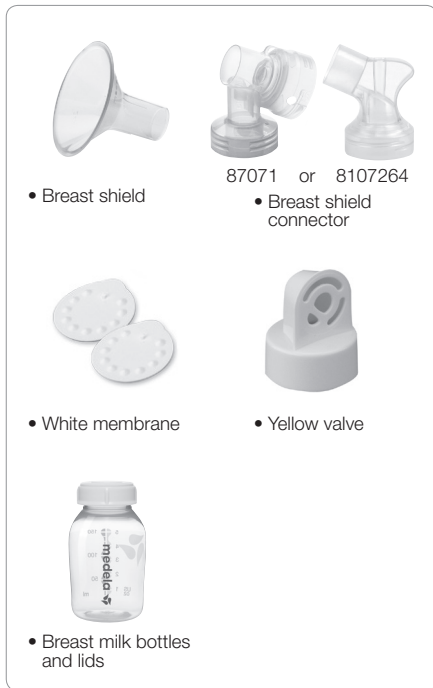 87071 or 8107264
• Breast shield
• Breast shield
connector
• White membrane
• Yellow valve
medela
• Breast milk bottles
and lids